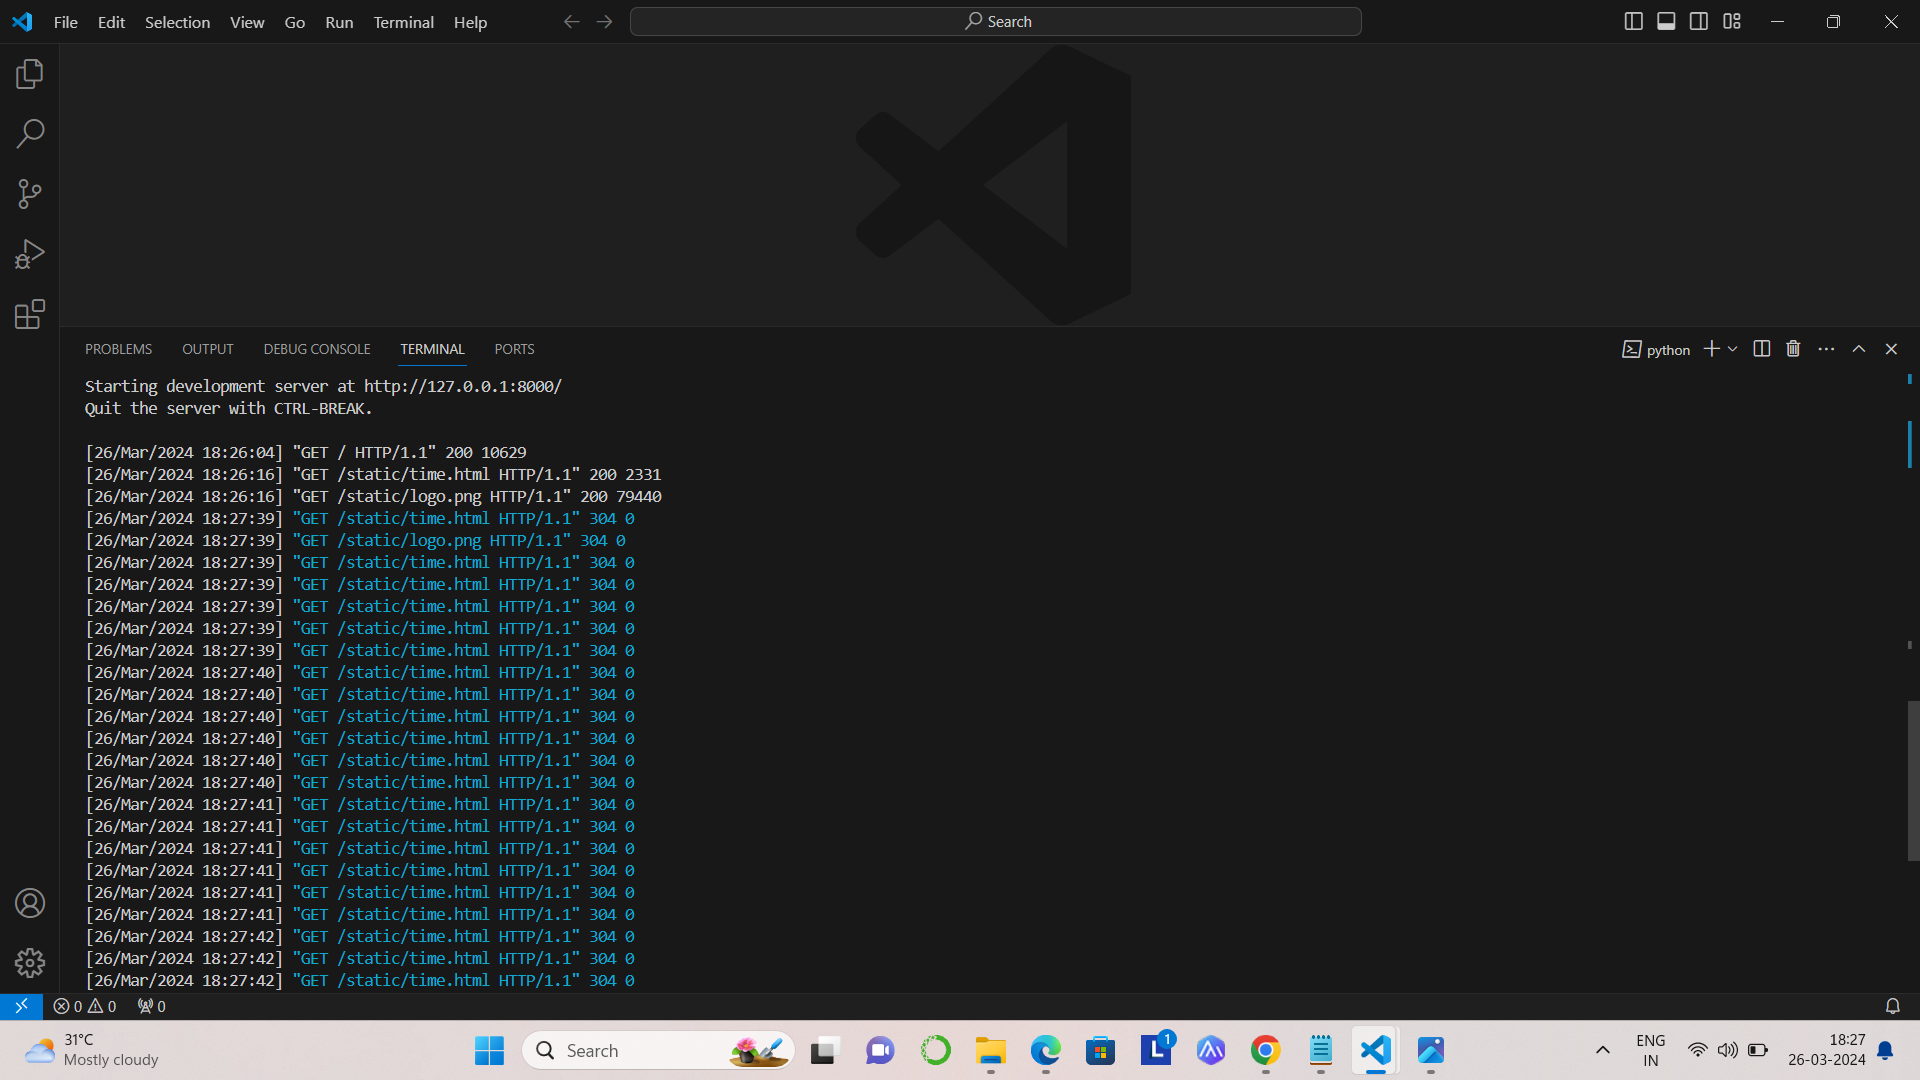 File Edit Selection View Go Run Terminal Help
Search
PROBLEMS OUTPUT DEBUG CONSOLE TERMINAL PORTS
python
Starting development server at http://127.0.0.1:8000/
Quit the server with CTRL-BREAK.
[26/Mar/2024 18:26:04] "GET / HTTP/1.1" 200 10629
[26/Mar/2024 18:26:16] "GET /static/time.html HTTP/1.1" 200 2331
[26/Mar/2024 18:26:16] "GET /static/logo.png HTTP/1.1" 200 79440
[26/Mar/2024 18:27:39] "GET /static/time.html HTTP/1.1" 304 0
[26/Mar/2024 18:27:39] "GET /static/logo.png HTTP/1.1" 304 0
[26/Mar/2024 18:27:39] "GET /static/time.html HTTP/1.1" 304 0
[26/Mar/2024 18:27:39] "GET /static/time.html HTTP/1.1" 304 0
[26/Mar/2024 18:27:39] "GET /static/time.html HTTP/1.1" 304 0
[26/Mar/2024 18:27:39] "GET /static/time.html HTTP/1.1" 304 0
[26/Mar/2024 18:27:39] "GET /static/time.html HTTP/1.1" 304 0
[26/Mar/2024 18:27:40] "GET /static/time.html HTTP/1.1" 304 0
[26/Mar/2024 18:27:40] "GET /static/time.html HTTP/1.1" 304 0
[26/Mar/2024 18:27:40] "GET /static/time.html HTTP/1.1" 304 0
[26/Mar/2024 18:27:40] "GET /static/time.html HTTP/1.1" 304 0
[26/Mar/2024 18:27:40] "GET /static/time.html HTTP/1.1" 304 0
[26/Mar/2024 18:27:40] "GET /static/time.html HTTP/1.1" 304 0
[26/Mar/2024 18:27:41] "GET /static/time.html HTTP/1.1" 304 0
[26/Mar/2024 18:27:41] "GET /static/time.html HTTP/1.1" 304 0
[26/Mar/2024 18:27:41] "GET /static/time.html HTTP/1.1" 304 0
[26/Mar/2024 18:27:41] "GET /static/time.html HTTP/1.1" 304 0
[26/Mar/2024 18:27:41] "GET /static/time.html HTTP/1.1" 304 0
[26/Mar/2024 18:27:41] "GET /static/time.html HTTP/1.1" 304 0
[26/Mar/2024 18:27:42] "GET /static/time.html HTTP/1.1" 304 0
[26/Mar/2024 18:27:42] "GET /static/time.html HTTP/1.1" 304 0
[26/Mar/2024 18:27:42] "GET /static/time.html HTTP/1.1" 304 0
0 0 0
31°C
Mostly cloudy
Search
L 1
ENG
IN
18:27
26-03-2024